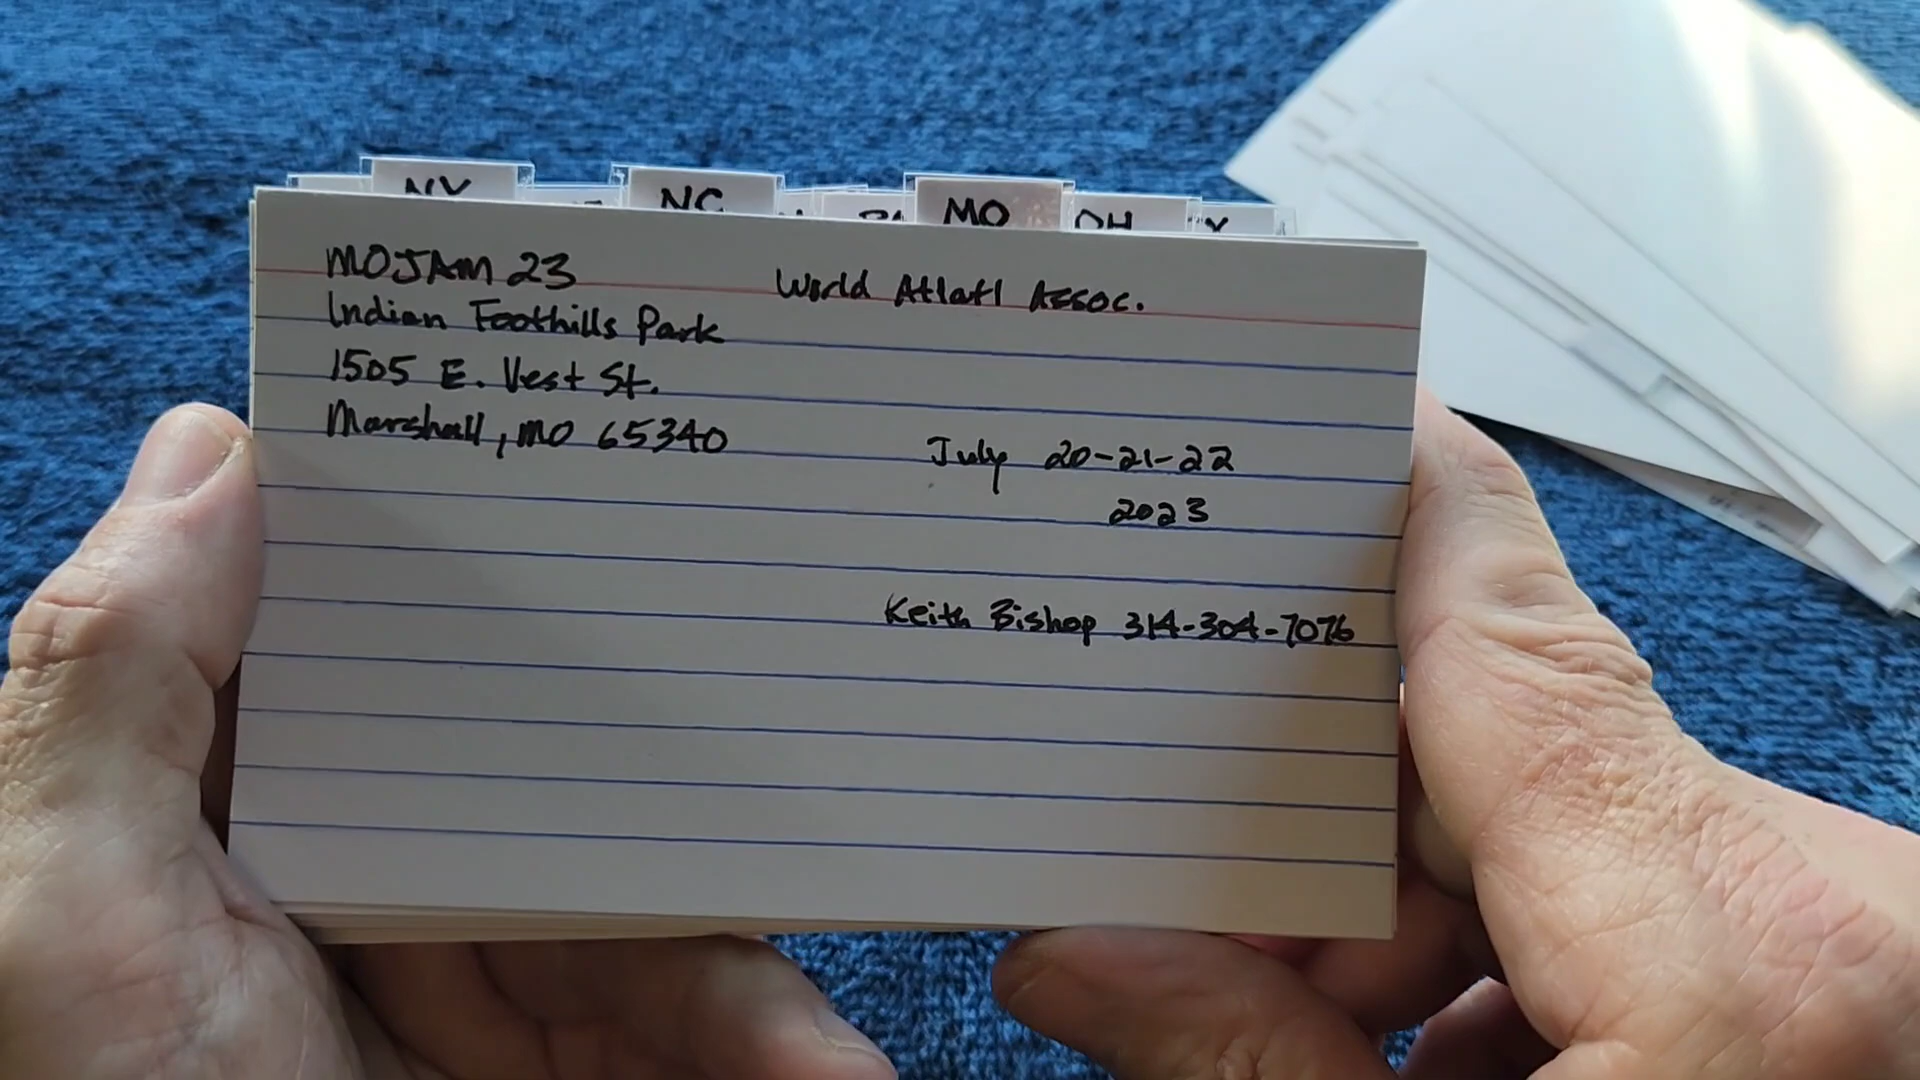 NY NC MO OH
MOJAM 23 World Atlatl Assoc.
Indian Foothills Park
1505 E. Vest St.
Marshall, MO 65340
July 20-21-22
2023
Keith Bishop 314-304-7076